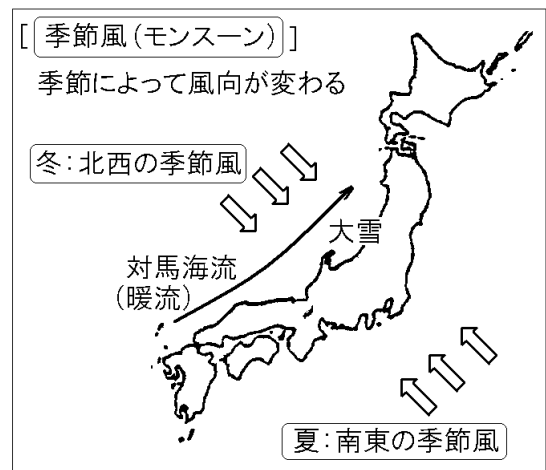 [季節風(モンスーン)]
季節によって風向が変わる
冬:北西の季節風
大雪
対馬海流
(暖流)
夏:南東の季節風